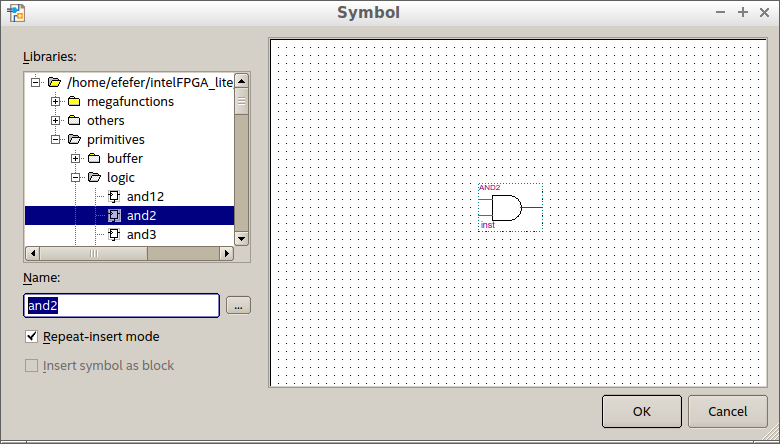 Symbol
Libraries:
/home/efefer/intelFPGA_lite
megafunctions
others
primitives
buffer
logic
and12
and2
and3
Name:
and2
...
Repeat-insert mode
Insert symbol as block
AND2
inst
OK
Cancel